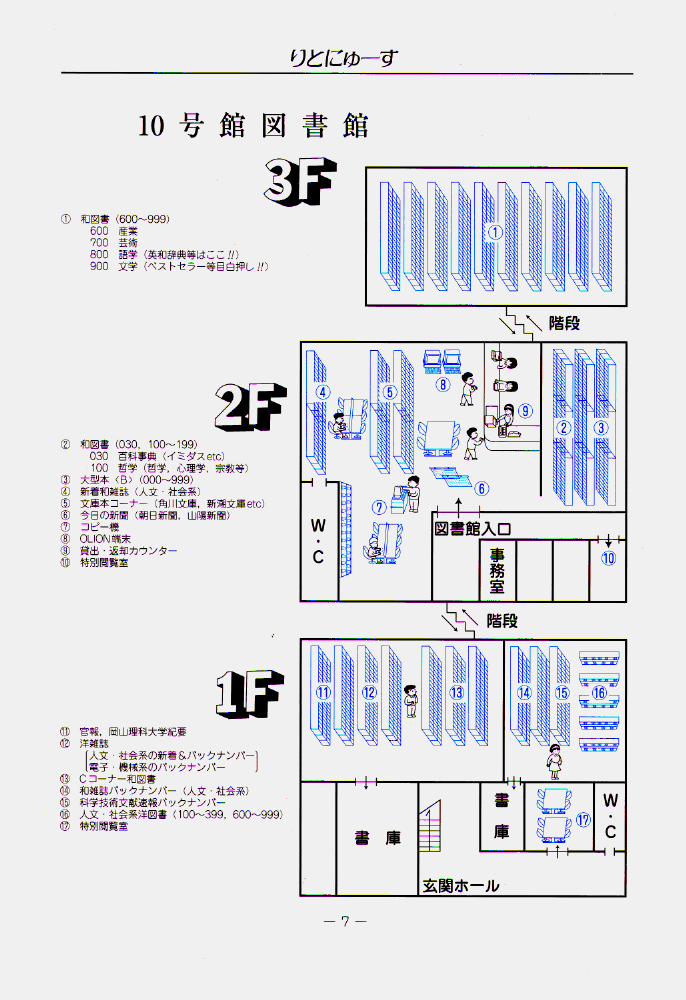 りとにゅーす
10号館図書館
3F
① 和図書（600～999）
600 産業
700 芸術
800 語学（英和辞典等はここ!!）
900 文学（ベストセラー等目白押し!!）
①
階段
2F
② 和図書（030，100～199）
030 百科事典（イミダスetc）
100 哲学（哲学，心理学，宗教等）
③ 大型本〈B〉（000～999）
④ 新着和雑誌（人文・社会系）
⑤ 文庫本コーナー（角川文庫，新潮文庫etc）
⑥ 今日の新聞（朝日新聞，山陽新聞）
⑦ コピー機
⑧ OLION端末
⑨ 貸出・返却カウンター
⑩ 特別閲覧室
④
⑤
⑧
⑨
②
③
⑥
⑦
W・C
図書館入口
事務室
⑩
階段
1F
⑪ 官報，岡山理科大学紀要
⑫ 洋雑誌
人文・社会系の新着＆バックナンバー
電子・機械系のバックナンバー
⑬ Cコーナー和図書
⑭ 和雑誌バックナンバー（人文・社会系）
⑮ 科学技術文献速報バックナンバー
⑯ 人文・社会系洋図書（100～399，600～999）
⑰ 特別閲覧室
⑪
⑫
⑬
⑭
⑮
⑯
書庫
書庫
⑰
W・C
玄関ホール
— 7 —